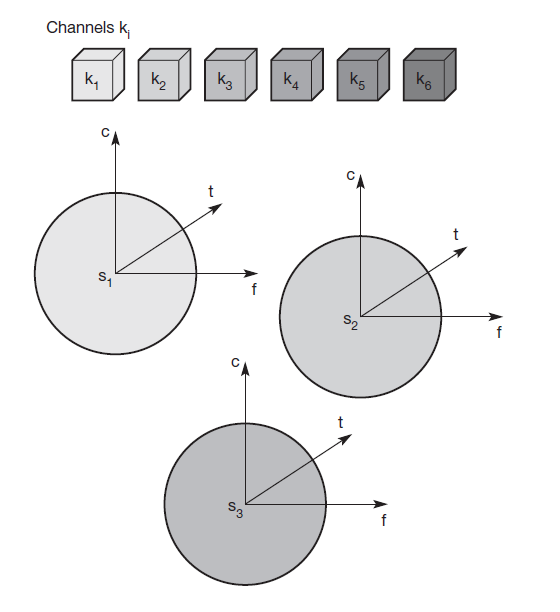 Channels kᵢ
k₁ k₂ k₃ k₄ k₅ k₆
c
t
s₁
f
c
t
s₂
f
c
t
s₃
f